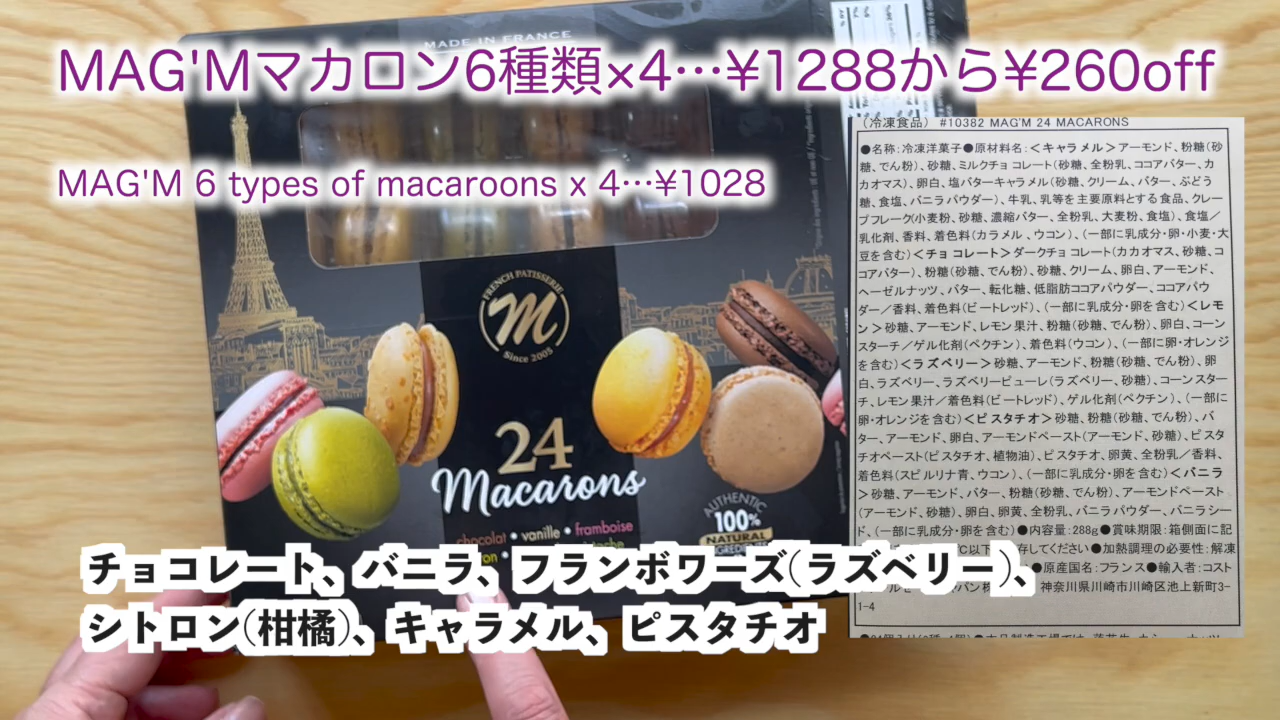 MADE IN FRANCE
MAG'Mマカロン6種類×4…¥1288から¥260off
MAG'M 6 types of macaroons x 4…¥1028
FRENCH PATISSERIE
M
Since 2005
24
Macarons
chocolat • vanille • framboise
AUTHENTIC
100%
NATURAL
チョコレート、バニラ、フランボワーズ(ラズベリー)、
シトロン(柑橘)、キャラメル、ピスタチオ
(冷凍食品) #10382 MAG'M 24 MACARONS
●名称:冷凍洋菓子●原材料名:<キャラメル>アーモンド、粉糖(砂
糖、でん粉)、砂糖、ミルクチョコレート(砂糖、全粉乳、ココアバター、カ
カオマス)、卵白、塩バターキャラメル(砂糖、クリーム、バター、ぶどう
糖、食塩、バニラパウダー)、牛乳、乳等を主要原料とする食品、クレー
プフレーク(小麦粉、砂糖、濃縮バター、全粉乳、大麦粉、食塩)、食塩/
乳化剤、香料、着色料(カラメル、ウコン)、(一部に乳成分・卵・小麦・大
豆を含む)<チョコレート>ダークチョコレート(カカオマス、砂糖、コ
コアバター)、粉糖(砂糖、でん粉)、砂糖、クリーム、卵白、アーモンド、
ヘーゼルナッツ、バター、転化糖、低脂肪ココアパウダー、ココアパウ
ダー/香料、着色料(ビートレッド)、(一部に乳成分・卵を含む)<レモ
ン>砂糖、アーモンド、レモン果汁、粉糖(砂糖、でん粉)、卵白、コーン
スターチ/ゲル化剤(ペクチン)、着色料(ウコン)、(一部に卵・オレンジ
を含む)<ラズベリー>砂糖、アーモンド、粉糖(砂糖、でん粉)、卵
白、ラズベリー、ラズベリーピューレ(ラズベリー、砂糖)、コーンスター
チ、レモン果汁/着色料(ビートレッド)、ゲル化剤(ペクチン)、(一部に
卵・オレンジを含む)<ピスタチオ>砂糖、粉糖(砂糖、でん粉)、バ
ター、アーモンド、卵白、アーモンドペースト(アーモンド、砂糖)、ピスタ
チオペースト(ピスタチオ、植物油)、ピスタチオ、卵黄、全粉乳/香料、
着色料(スピルリナ青、ウコン)、(一部に乳成分・卵を含む)<バニラ
>砂糖、アーモンド、バター、粉糖(砂糖、でん粉)、アーモンドペースト
(アーモンド、砂糖)、卵白、卵黄、全粉乳、バニラパウダー、バニラシー
ド、(一部に乳成分・卵を含む)●内容量:288g●賞味期限:箱側面に記
存してください●加熱調理の必要性:解凍
●原産国名:フランス●輸入者:コスト
神奈川県川崎市川崎区池上新町3-
1-4